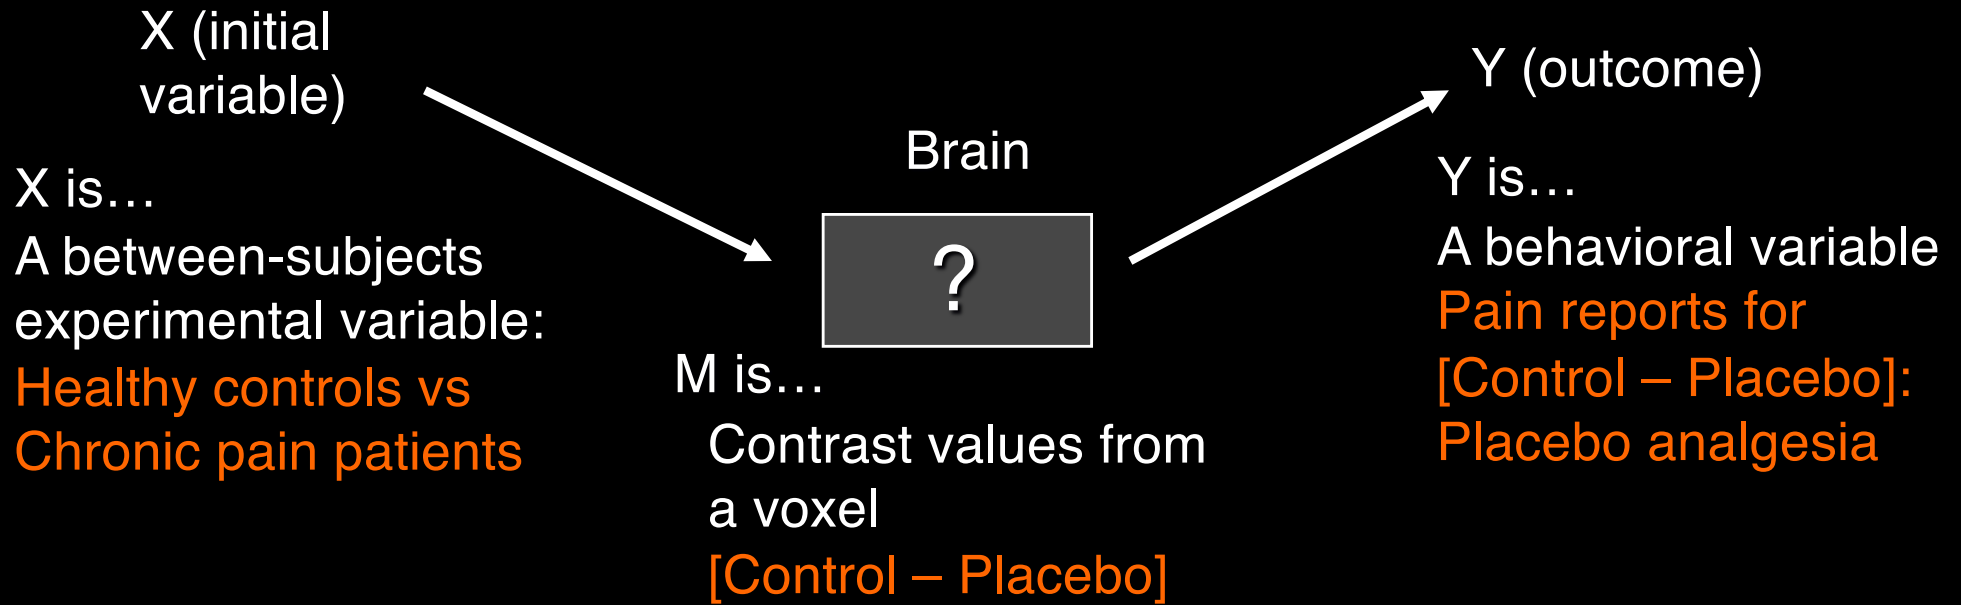 X (initial
variable)
X is…
A between-subjects
experimental variable:
Healthy controls vs
Chronic pain patients
Brain
?
M is…
Contrast values from
a voxel
[Control – Placebo]
Y (outcome)
Y is…
A behavioral variable
Pain reports for
[Control – Placebo]:
Placebo analgesia